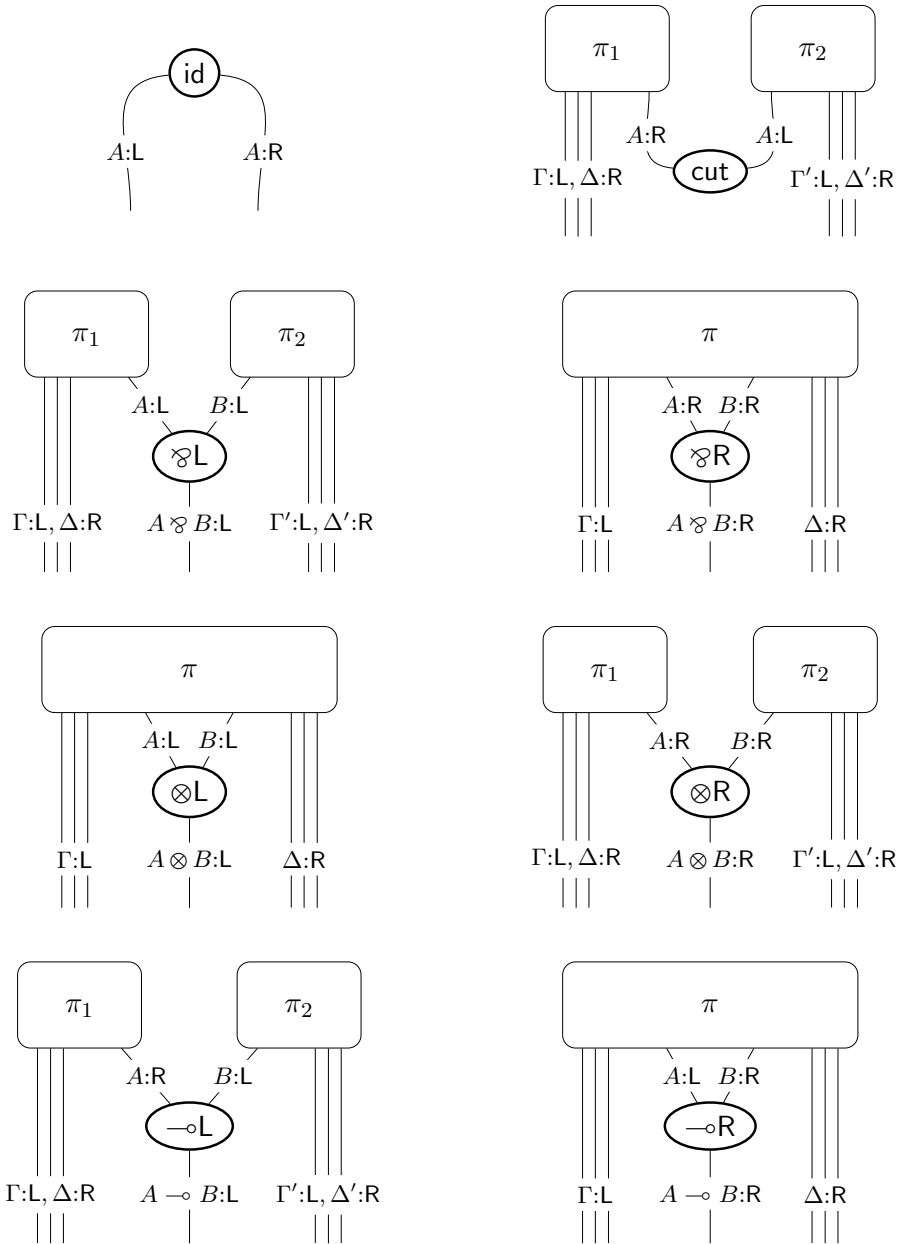 id π₁ π₂
A:L A:R A:R A:L
Γ:L, Δ:R cut Γ′:L, Δ′:R
π₁ π₂ π
A:L B:L A:R B:R
⅋L ⅋R
Γ:L, Δ:R A ⅋ B:L Γ′:L, Δ′:R Γ:L A ⅋ B:R Δ:R
π π₁ π₂
A:L B:L A:R B:R
⊗L ⊗R
Γ:L A ⊗ B:L Δ:R Γ:L, Δ:R A ⊗ B:R Γ′:L, Δ′:R
π₁ π₂ π
A:R B:L A:L B:R
⊸L ⊸R
Γ:L, Δ:R A ⊸ B:L Γ′:L, Δ′:R Γ:L A ⊸ B:R Δ:R